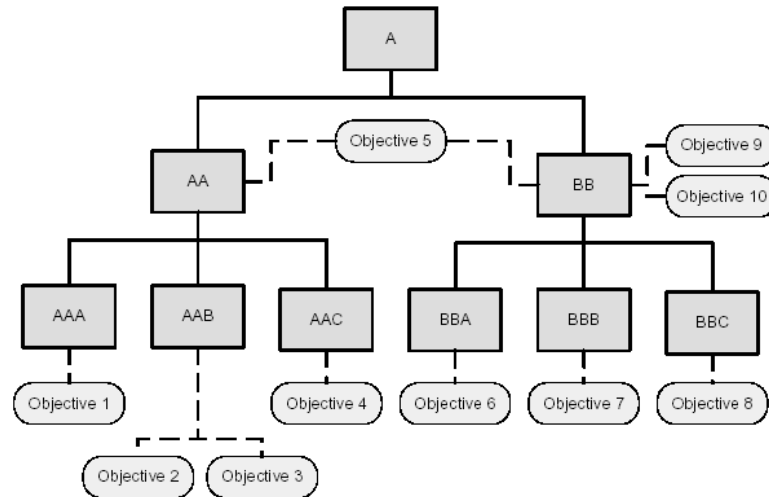 A
Objective 5
Objective 9
AA
BB
Objective 10
AAA
AAB
AAC
BBA
BBB
BBC
Objective 1
Objective 4
Objective 6
Objective 7
Objective 8
Objective 2
Objective 3